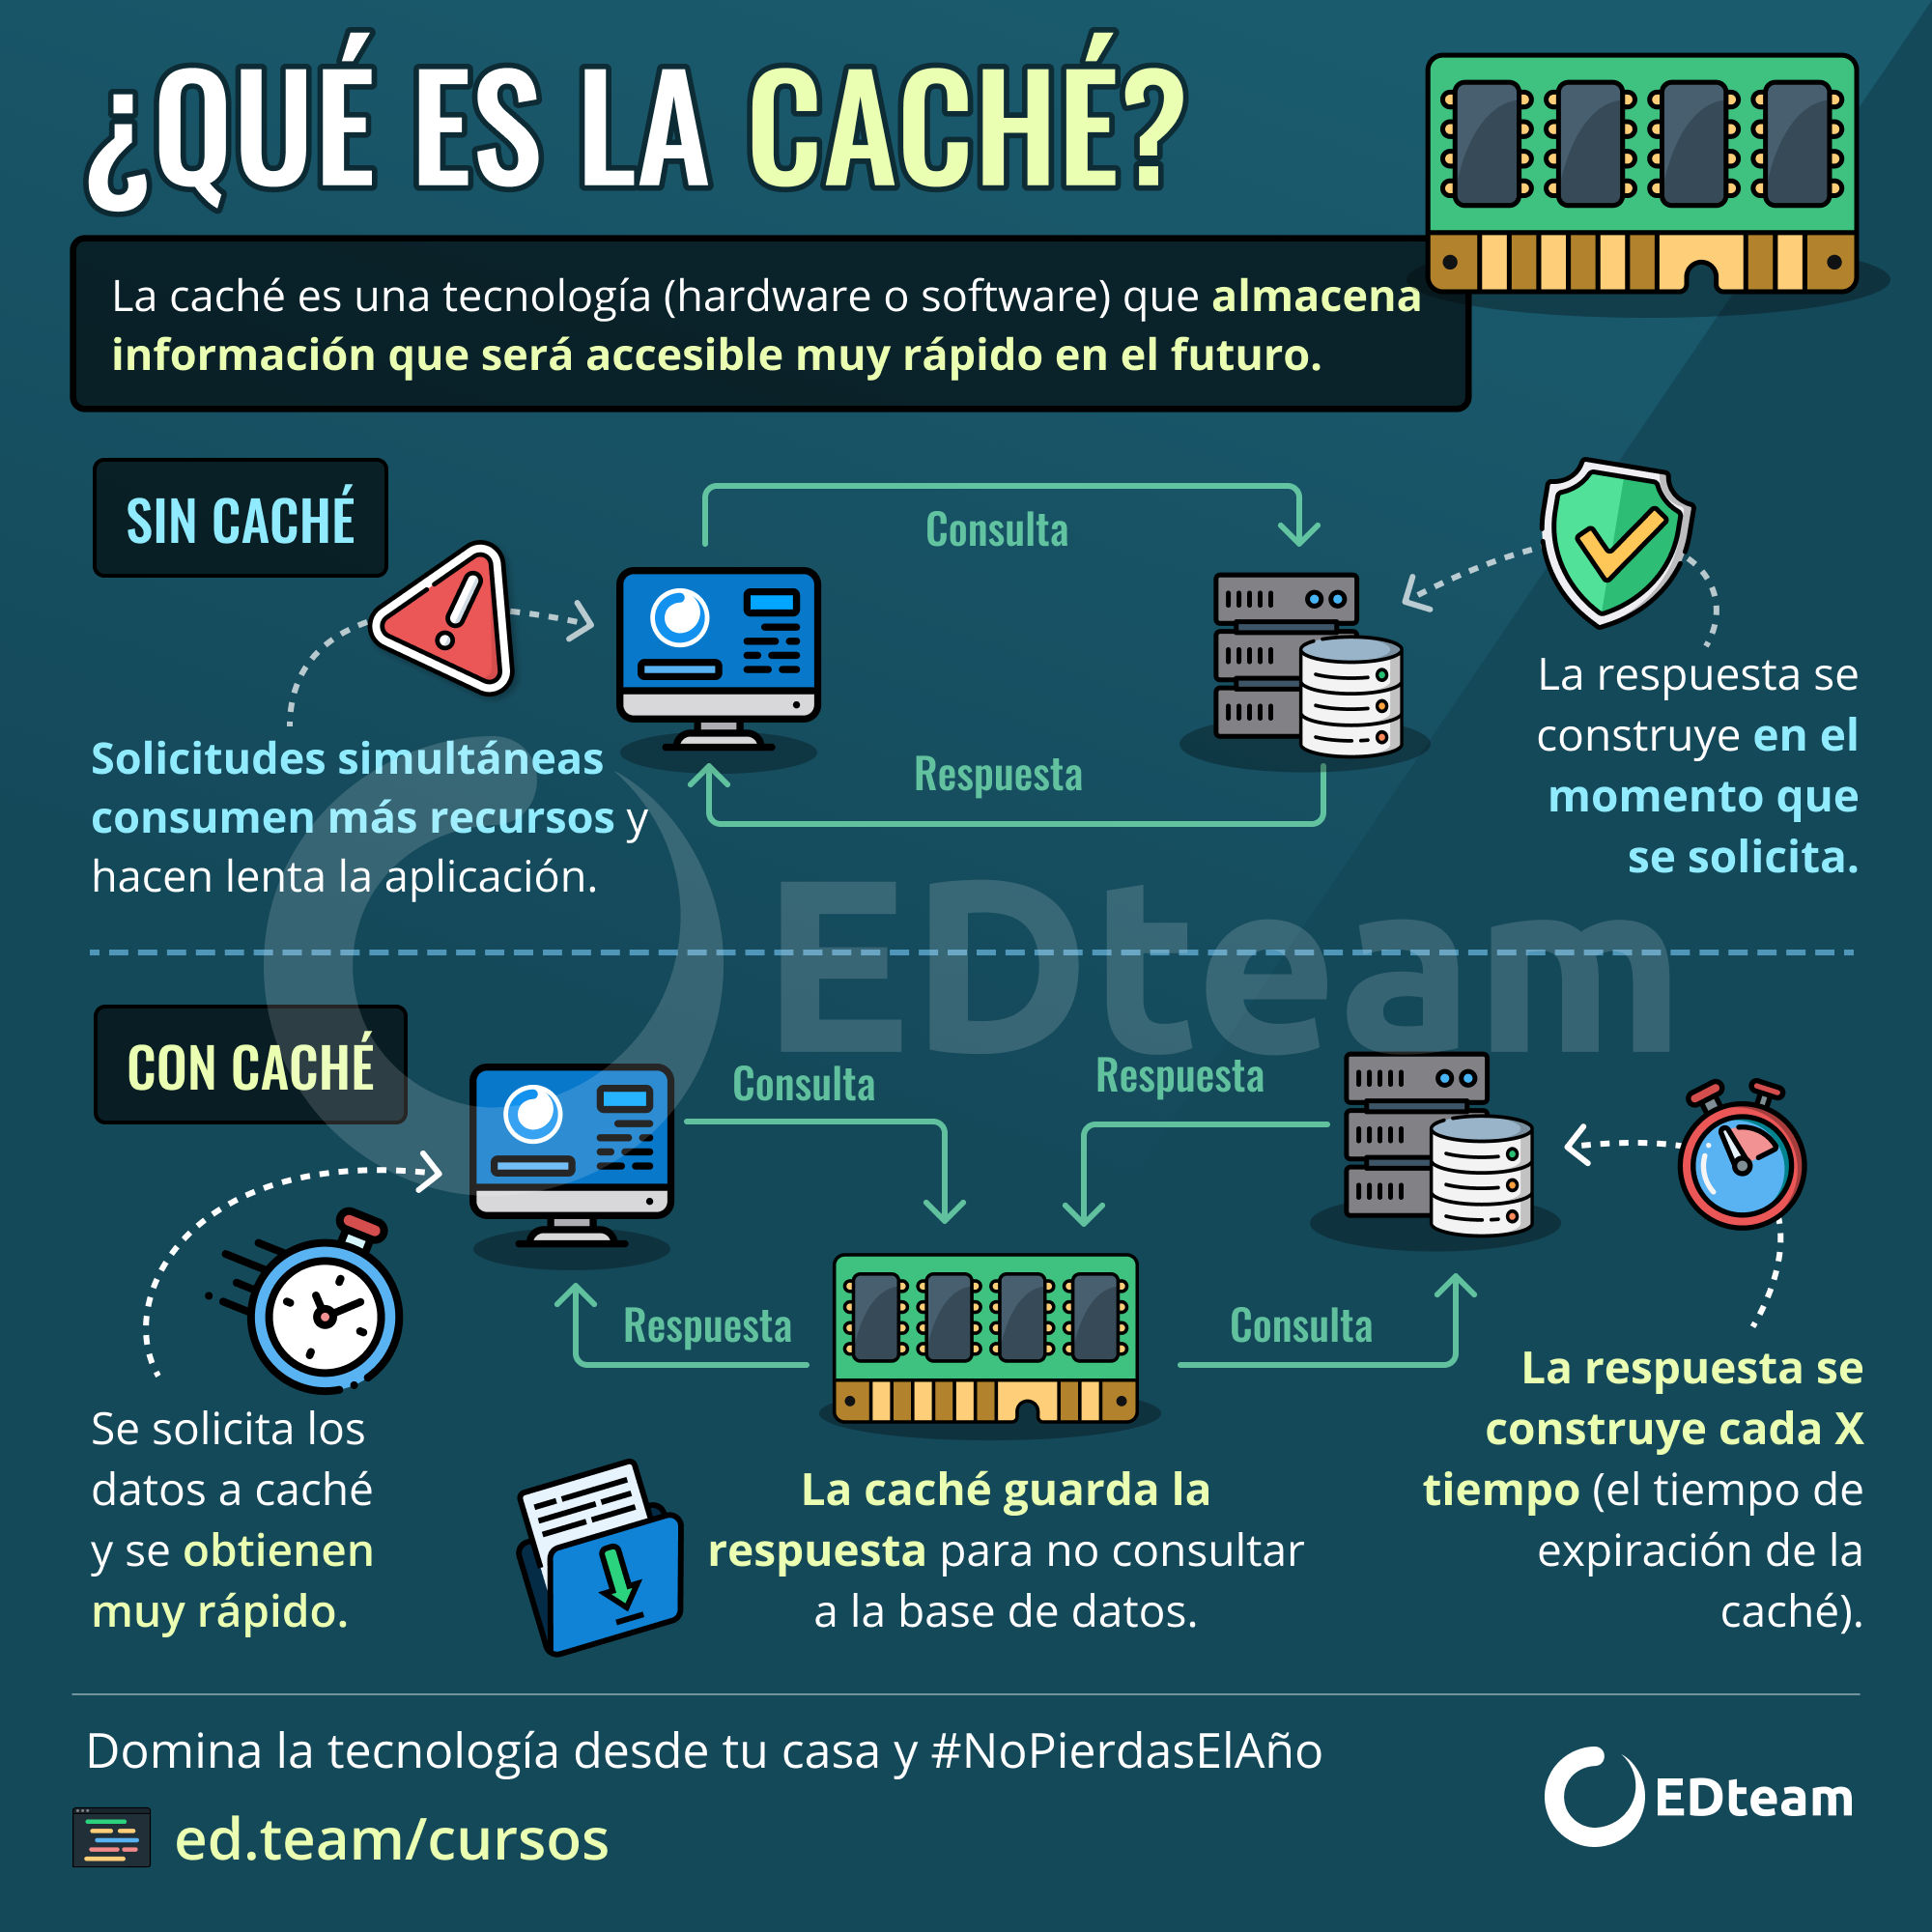 ¿QUÉ ES LA CACHÉ?
La caché es una tecnología (hardware o software) que almacena
información que será accesible muy rápido en el futuro.
SIN CACHÉ
Consulta
Respuesta
Solicitudes simultáneas
consumen más recursos y
hacen lenta la aplicación.
La respuesta se
construye en el
momento que
se solicita.
EDteam
CON CACHÉ
Consulta
Respuesta
Respuesta
Consulta
Se solicita los
datos a caché
y se obtienen
muy rápido.
La caché guarda la
respuesta para no consultar
a la base de datos.
La respuesta se
construye cada X
tiempo (el tiempo de
expiración de la
caché).
Domina la tecnología desde tu casa y #NoPierdasElAño
ed.team/cursos
EDteam